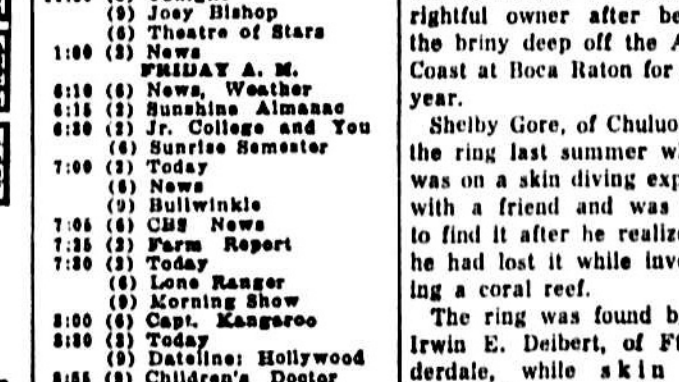 (9) Joey Bishop
(6) Theatre of Stars
1:00 (2) News
FRIDAY A. M.
6:10 (6) News, Weather
6:15 (2) Sunshine Almanac
6:30 (2) Jr. College and You
(6) Sunrise Semester
7:00 (2) Today
(6) News
(9) Bullwinkle
7:05 (6) CBS News
7:25 (2) Farm Report
7:30 (2) Today
(6) Lone Ranger
(9) Morning Show
8:00 (6) Capt. Kangaroo
8:30 (2) Today
(9) Dateline: Hollywood
8:55 (9) Children's Doctor
rightful owner after be
the briny deep off the A
Coast at Boca Raton for
year.
Shelby Gore, of Chuluo
the ring last summer w
was on a skin diving exp
with a friend and was
to find it after he realize
he had lost it while inve
ing a coral reef.
The ring was found b
Irwin E. Deibert, of Ft
derdale, while skin